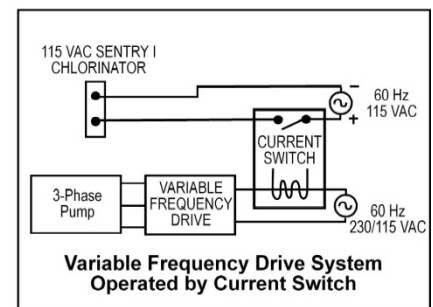 115 VAC SENTRY I
CHLORINATOR
−
60 Hz
115 VAC
+
CURRENT
SWITCH
3-Phase
Pump
VARIABLE
FREQUENCY
DRIVE
60 Hz
230/115 VAC
Variable Frequency Drive System
Operated by Current Switch